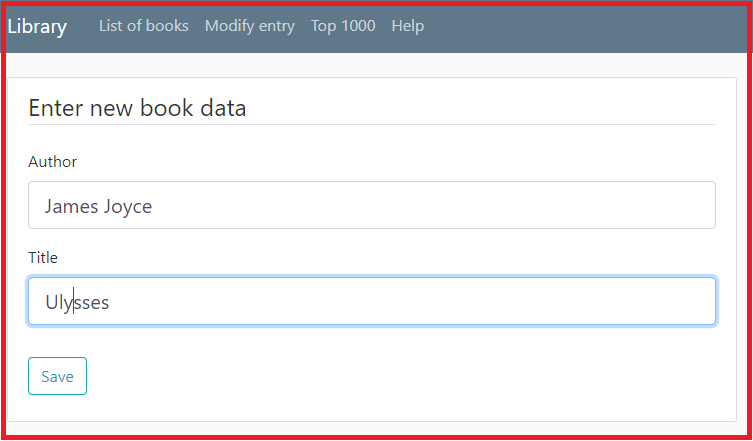 Library List of books Modify entry Top 1000 Help
Enter new book data
Author
James Joyce
Title
Ulysses
Save